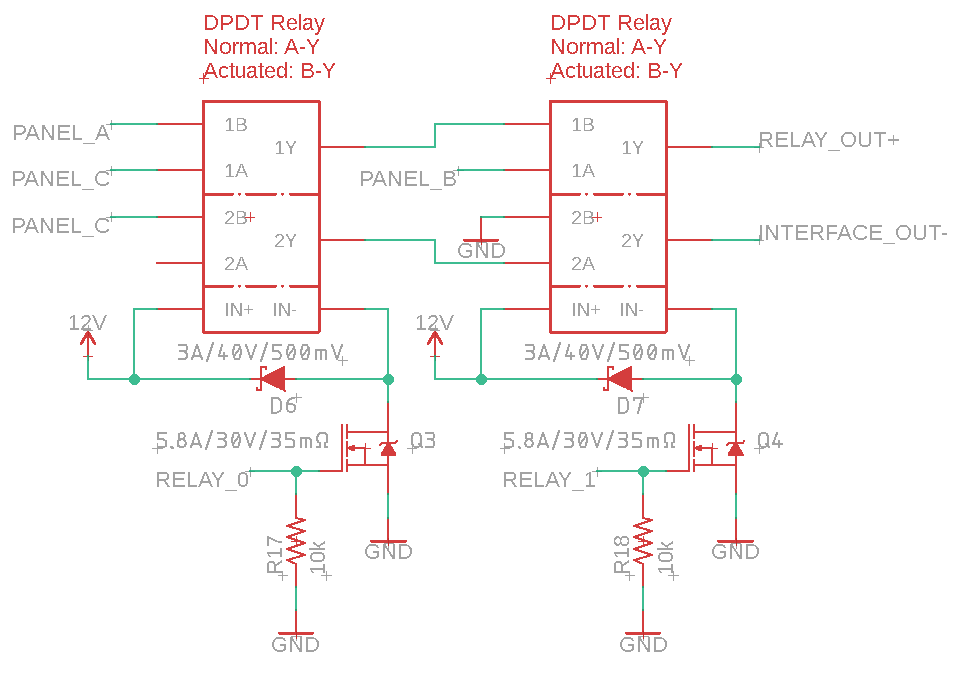 DPDT Relay
Normal: A-Y
Actuated: B-Y
DPDT Relay
Normal: A-Y
Actuated: B-Y
PANEL_A
1B
1Y
PANEL_C
1A
PANEL_C
2B
2Y
2A
IN+ IN-
PANEL_B
GND
1B
1Y
1A
2B
2Y
2A
IN+ IN-
RELAY_OUT+
INTERFACE_OUT-
12V
3A/40V/500mV
D6
5.8A/30V/35mΩ
Q3
RELAY_0
R17
10k
GND
GND
12V
3A/40V/500mV
D7
5.8A/30V/35mΩ
Q4
RELAY_1
R18
10k
GND
GND